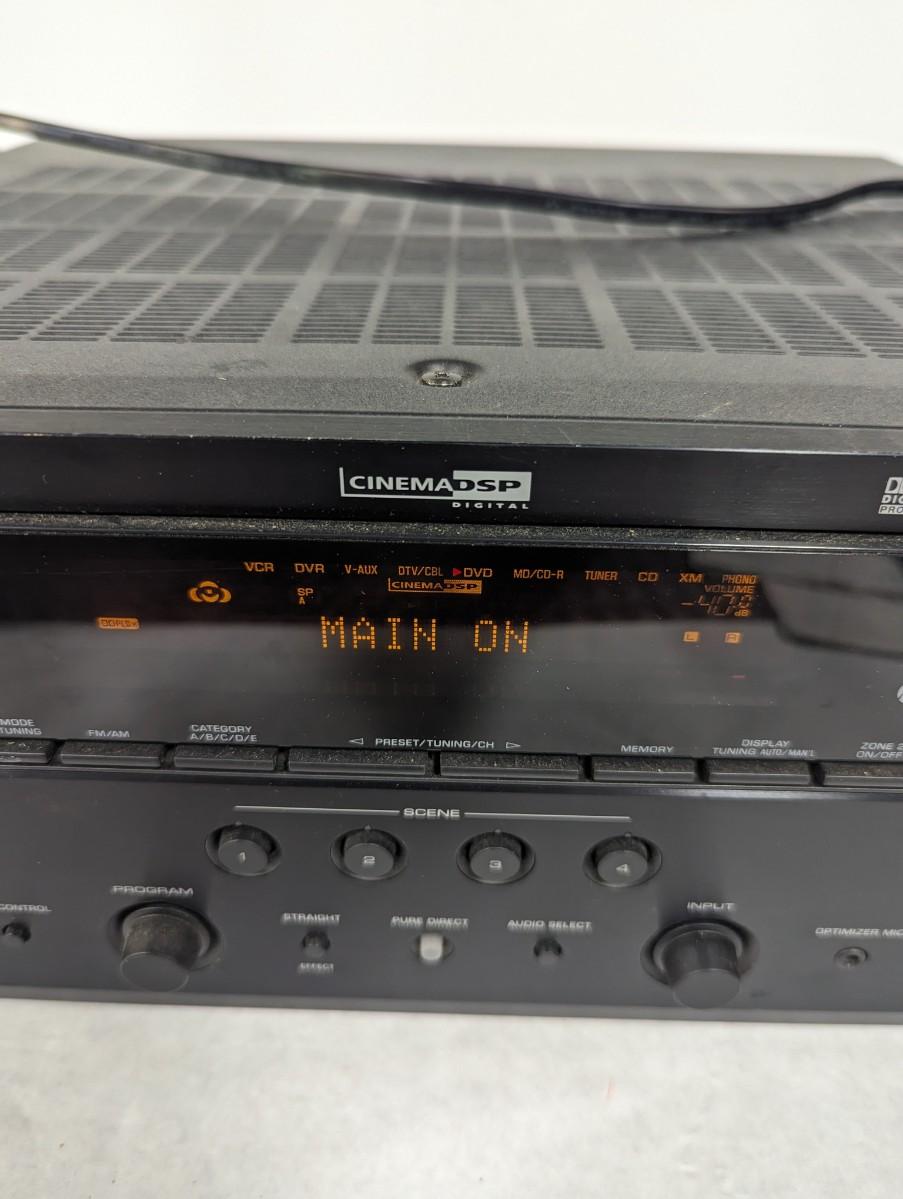 CINEMA DSP
DIGITAL
VCR DVR V-AUX DTV/CBL DVD MD/CD-R TUNER CD XM PHONO
SP
A
CINEMA DSP
VOLUME
dB
MAIN ON
L R
FM/AM
CATEGORY
A/B/C/D/E
PRESET/TUNING/CH
MEMORY
DISPLAY
TUNING AUTO/MAN'L
ZONE 2
ON/OFF
MODE
TUNING
SCENE
1 2 3 4
PROGRAM
CONTROL
STRAIGHT
EFFECT
PURE DIRECT
AUDIO SELECT
INPUT
OPTIMIZER MIC